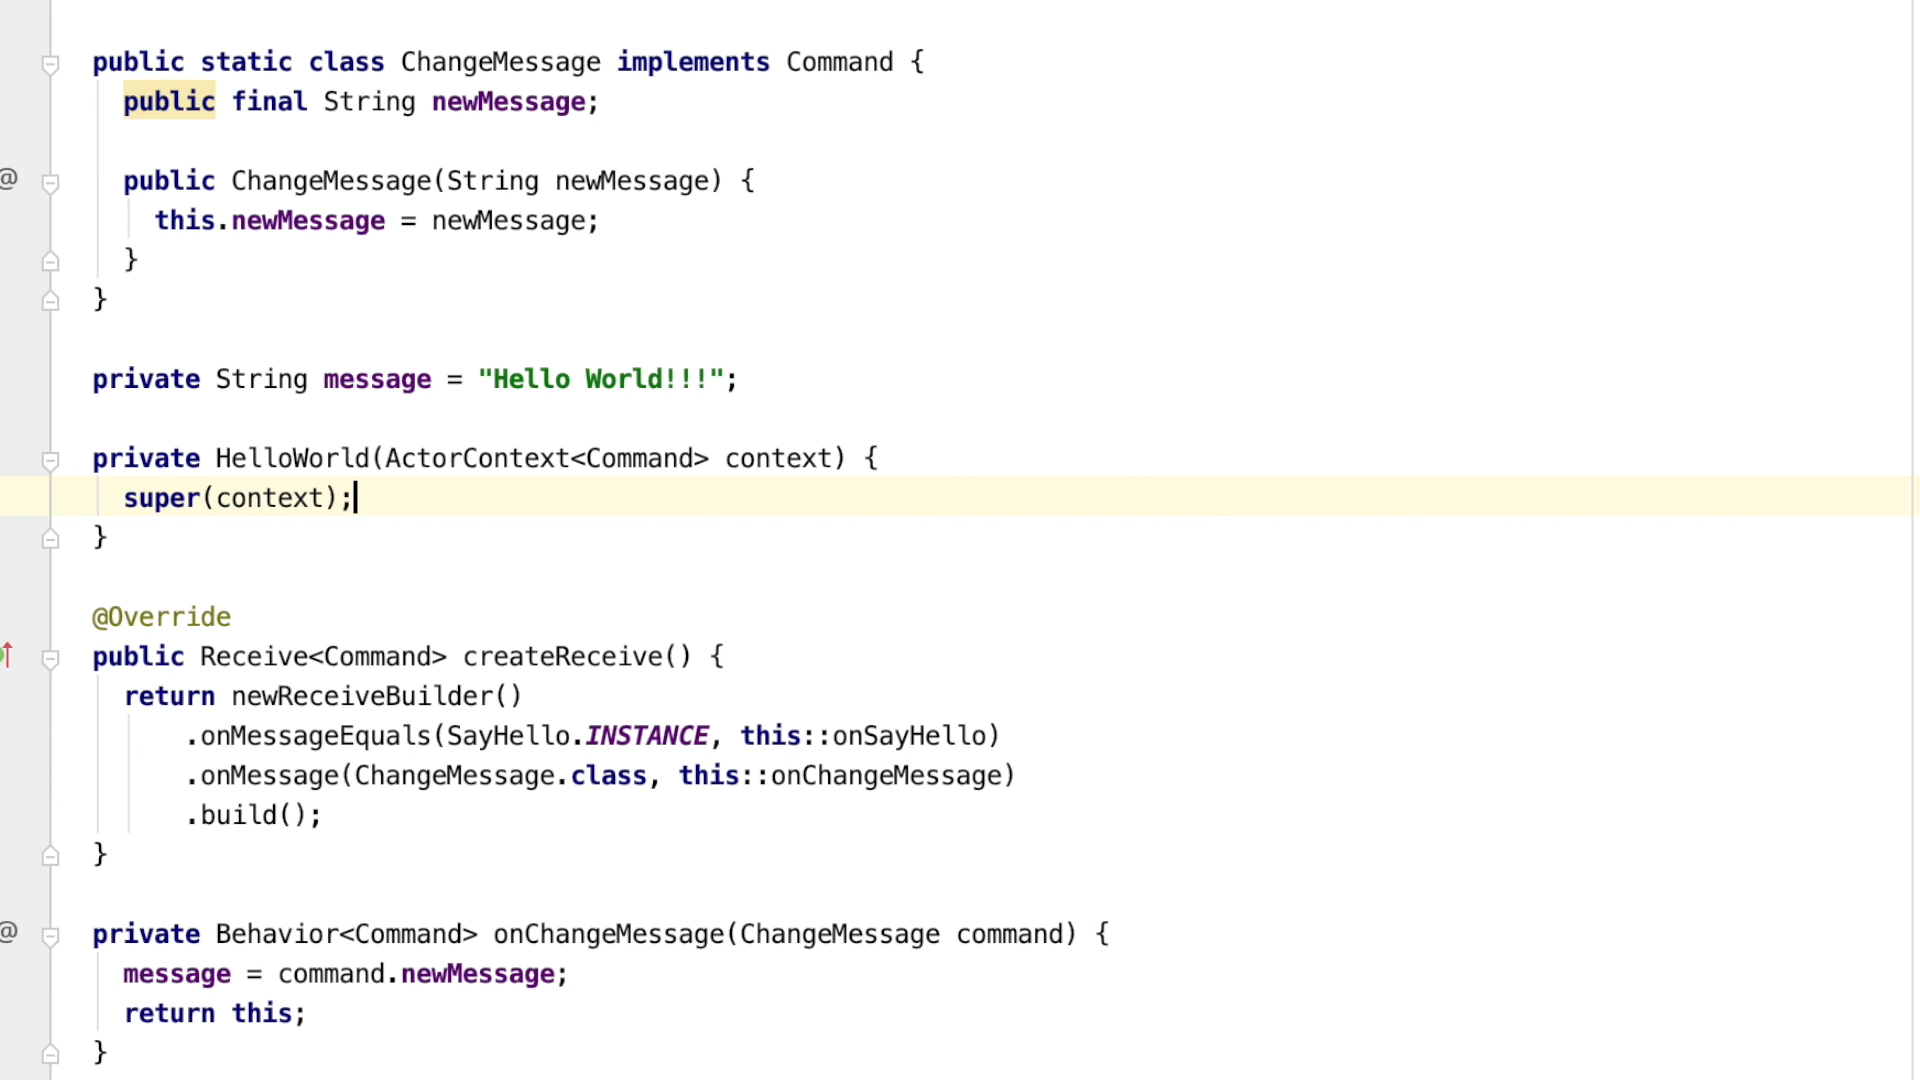 public static class ChangeMessage implements Command {
public final String newMessage;
@ public ChangeMessage(String newMessage) {
this.newMessage = newMessage;
}
}
private String message = "Hello World!!!";
private HelloWorld(ActorContext<Command> context) {
super(context);
}
@Override
public Receive<Command> createReceive() {
return newReceiveBuilder()
.onMessageEquals(SayHello.INSTANCE, this::onSayHello)
.onMessage(ChangeMessage.class, this::onChangeMessage)
.build();
}
@ private Behavior<Command> onChangeMessage(ChangeMessage command) {
message = command.newMessage;
return this;
}